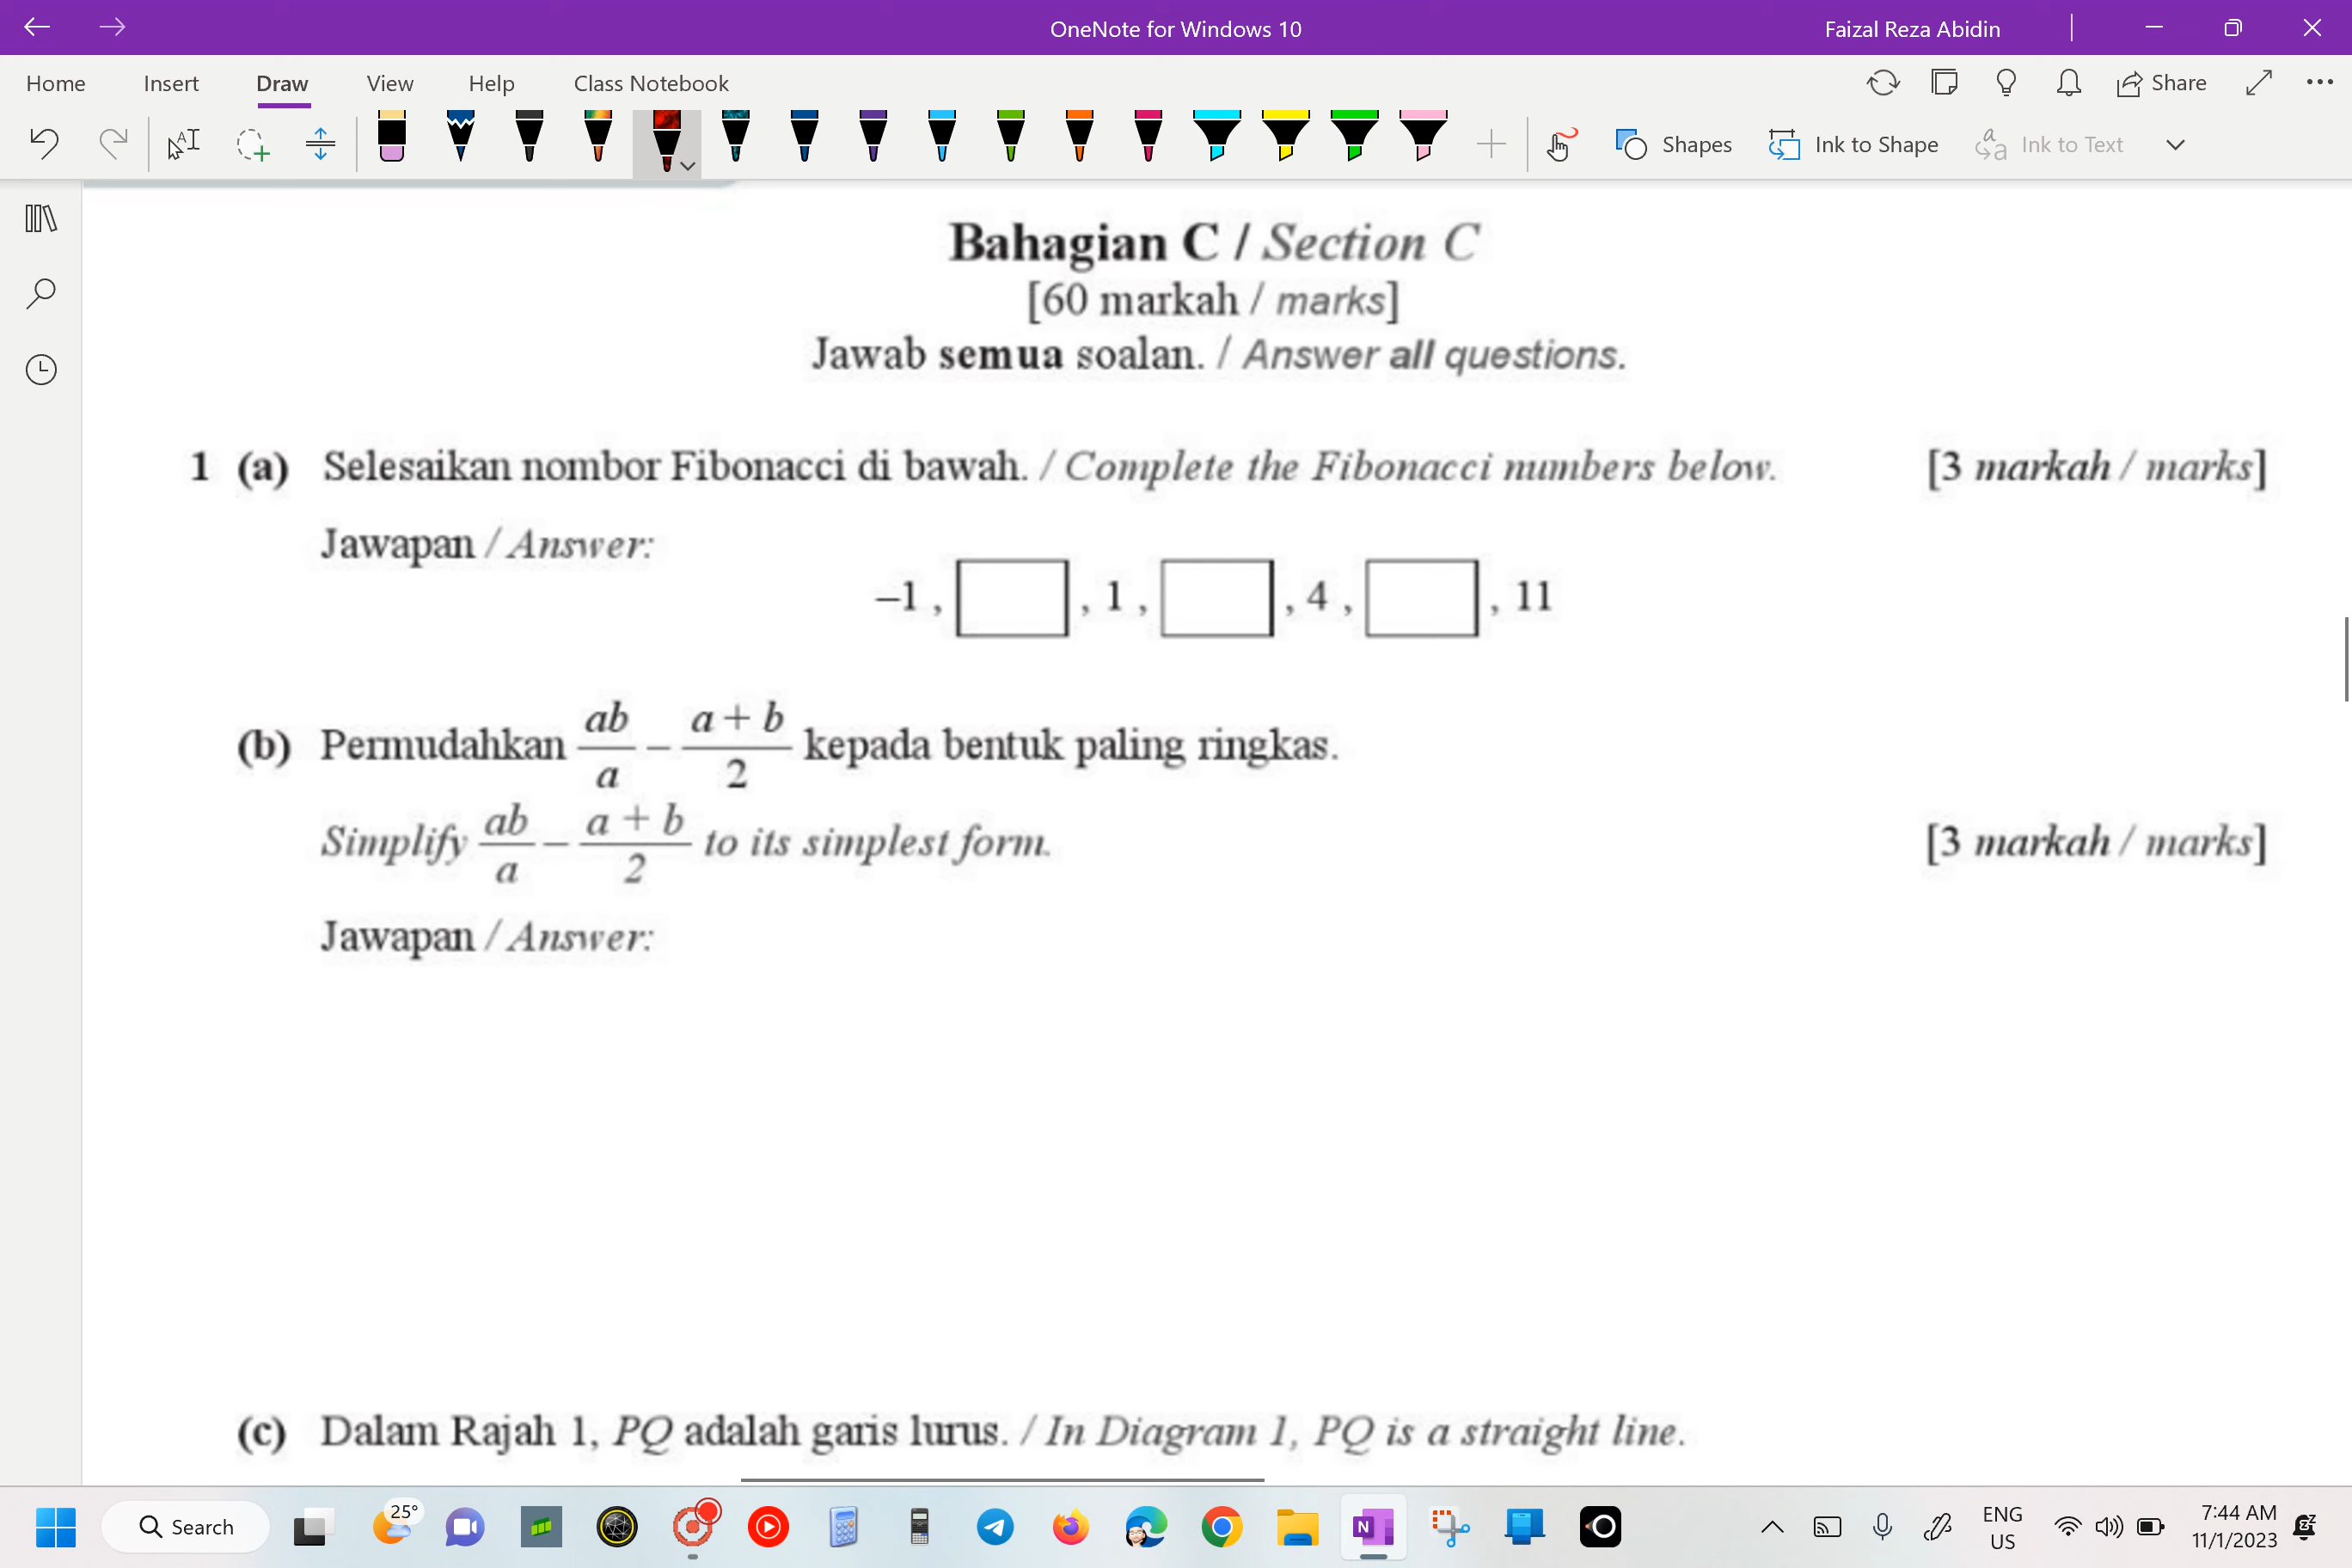 OneNote for Windows 10
Faizal Reza Abidin
Home Insert Draw View Help Class Notebook Share
Shapes Ink to Shape Ink to Text
Bahagian C / Section C
[60 markah / marks]
Jawab semua soalan. / Answer all questions.
1 (a) Selesaikan nombor Fibonacci di bawah. / Complete the Fibonacci numbers below. [3 markah / marks]
Jawapan / Answer:
–1 , , 1 , , 4 , , 11
(b) Permudahkan ab/a − a + b/2 kepada bentuk paling ringkas.
Simplify ab/a − a + b/2 to its simplest form. [3 markah / marks]
Jawapan / Answer:
(c) Dalam Rajah 1, PQ adalah garis lurus. / In Diagram 1, PQ is a straight line.
Search 25° ENG US 7:44 AM 11/1/2023